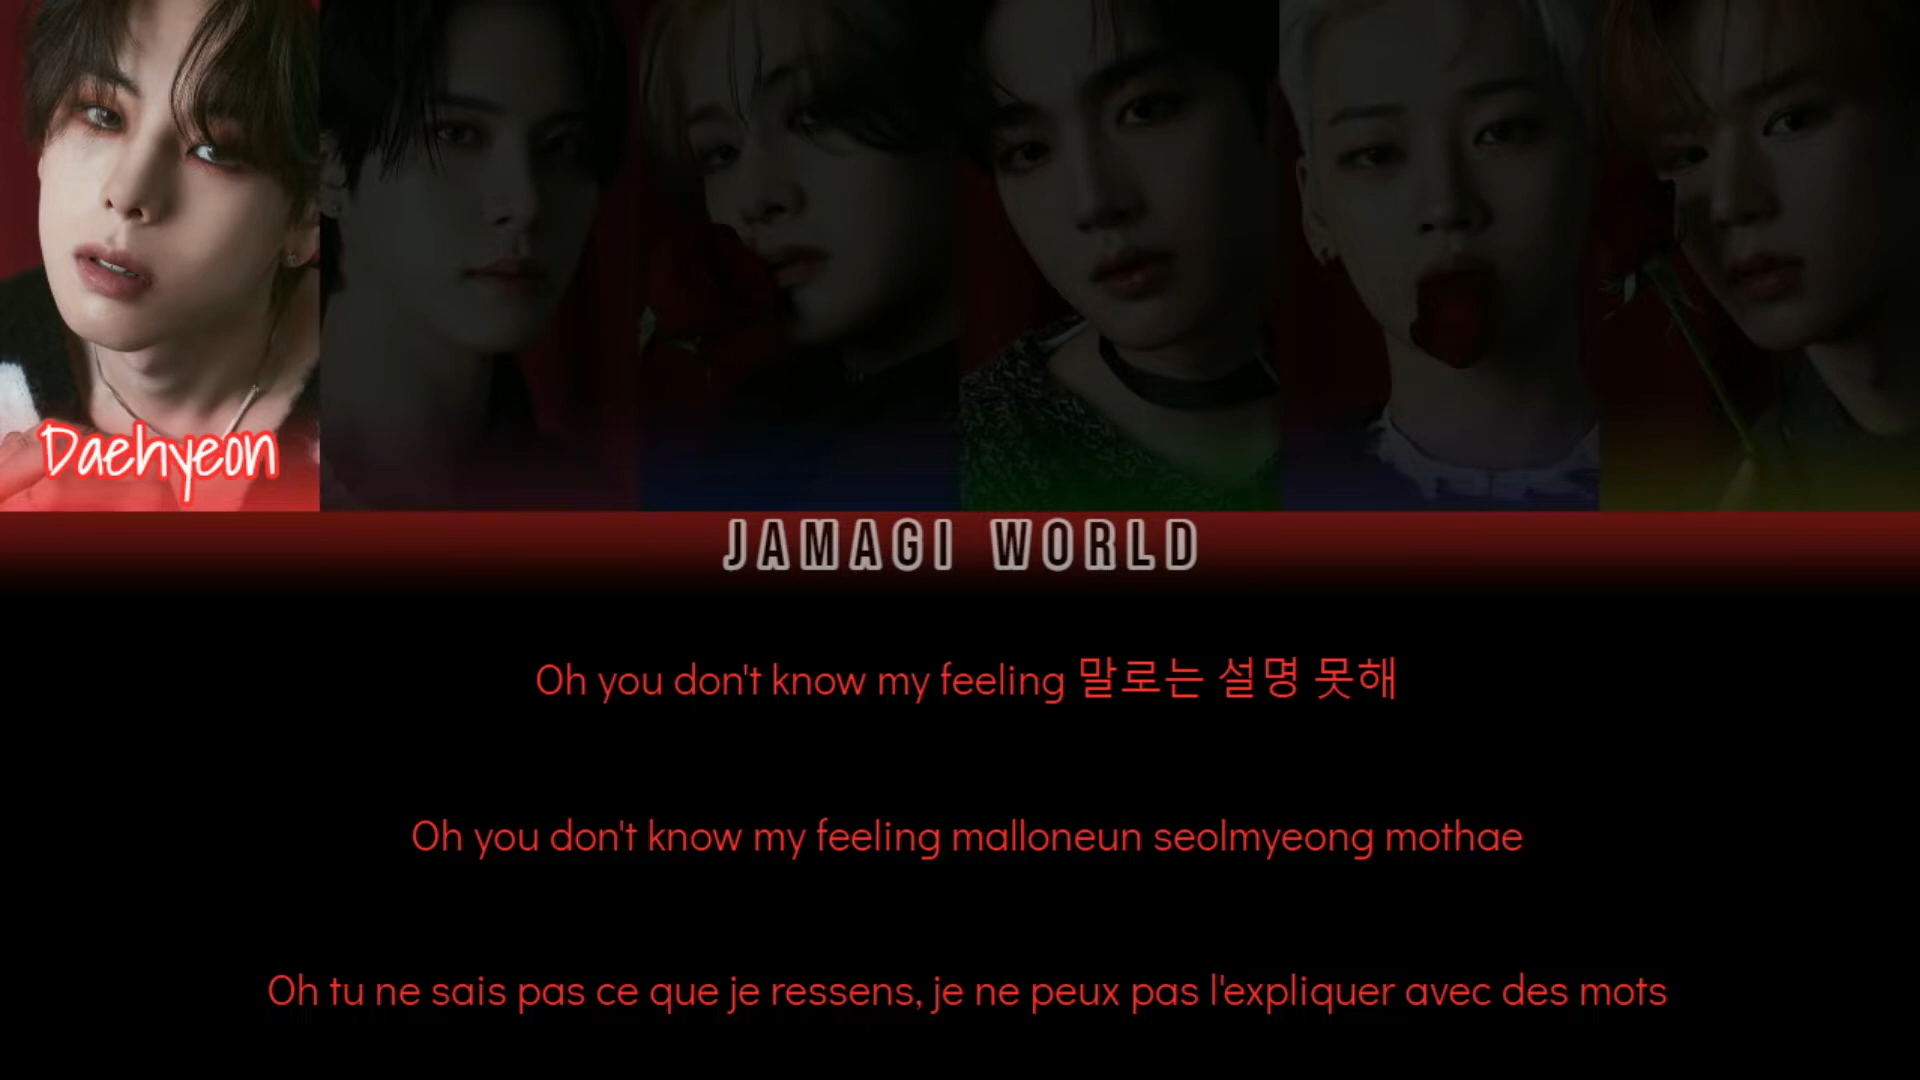 Daehyeon
JAMAGI WORLD
Oh you don't know my feeling 말로는 설명 못해
Oh you don't know my feeling malloneun seolmyeong mothae
Oh tu ne sais pas ce que je ressens, je ne peux pas l'expliquer avec des mots